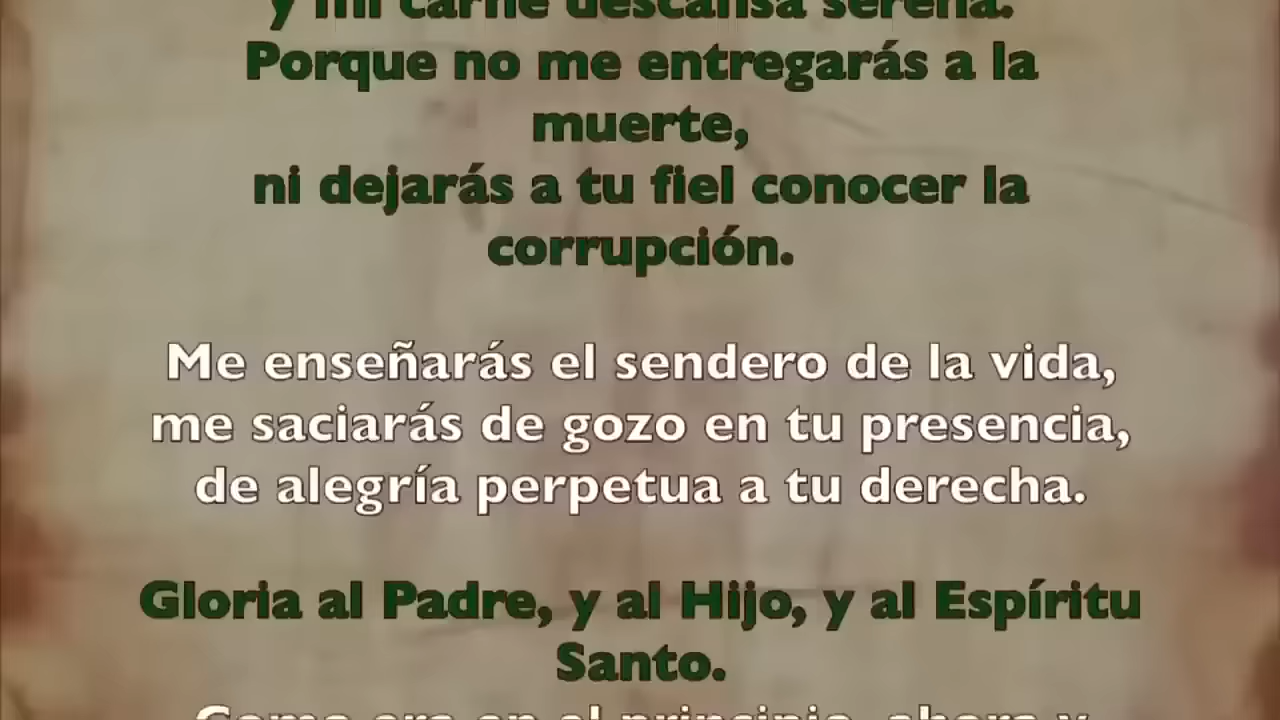 y mi carne descansa serena.
Porque no me entregarás a la
muerte,
ni dejarás a tu fiel conocer la
corrupción.
Me enseñarás el sendero de la vida,
me saciarás de gozo en tu presencia,
de alegría perpetua a tu derecha.
Gloria al Padre, y al Hijo, y al Espíritu
Santo.
Como era en el principio, ahora y